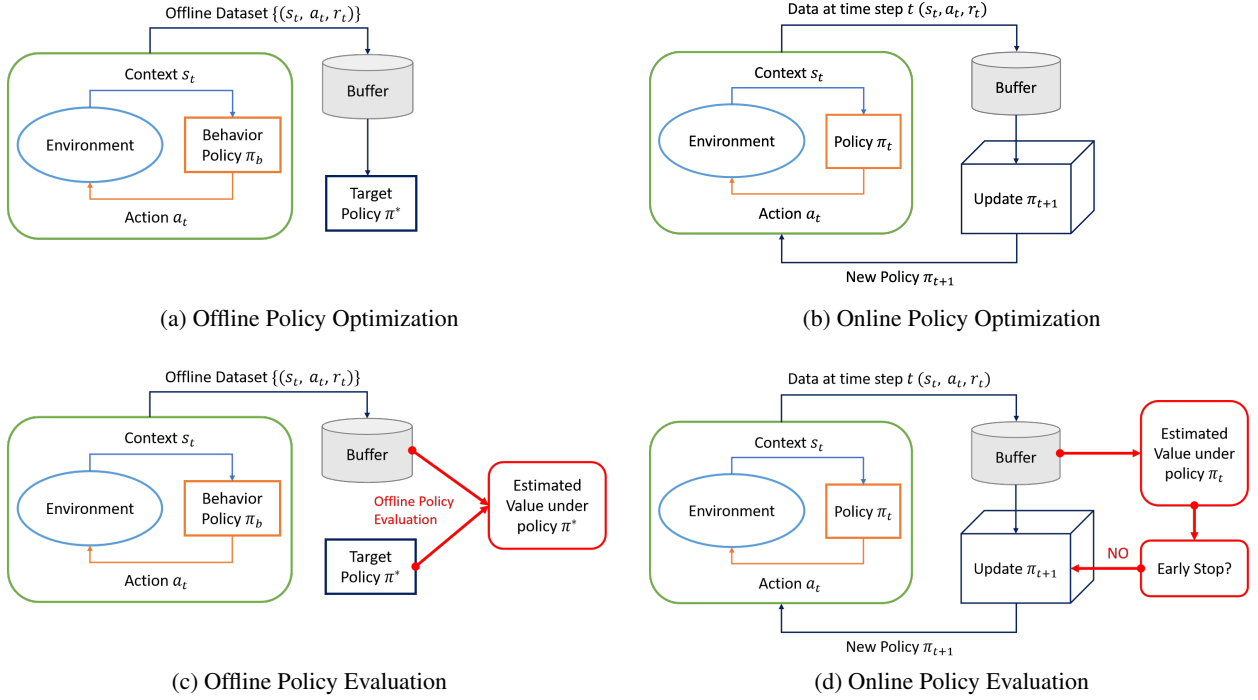 Offline Dataset {(s_t, a_t, r_t)}
Context s_t
Environment
Behavior
Policy π_b
Action a_t
Buffer
Target
Policy π*
(a) Offline Policy Optimization
Data at time step t (s_t, a_t, r_t)
Context s_t
Environment
Policy π_t
Action a_t
Buffer
Update π_{t+1}
New Policy π_{t+1}
(b) Online Policy Optimization
Offline Dataset {(s_t, a_t, r_t)}
Context s_t
Environment
Behavior
Policy π_b
Action a_t
Buffer
Offline Policy
Evaluation
Target
Policy π*
Estimated
Value under
policy π*
(c) Offline Policy Evaluation
Data at time step t (s_t, a_t, r_t)
Context s_t
Environment
Policy π_t
Action a_t
Buffer
Estimated
Value under
policy π_t
Update π_{t+1}
NO
Early Stop?
New Policy π_{t+1}
(d) Online Policy Evaluation